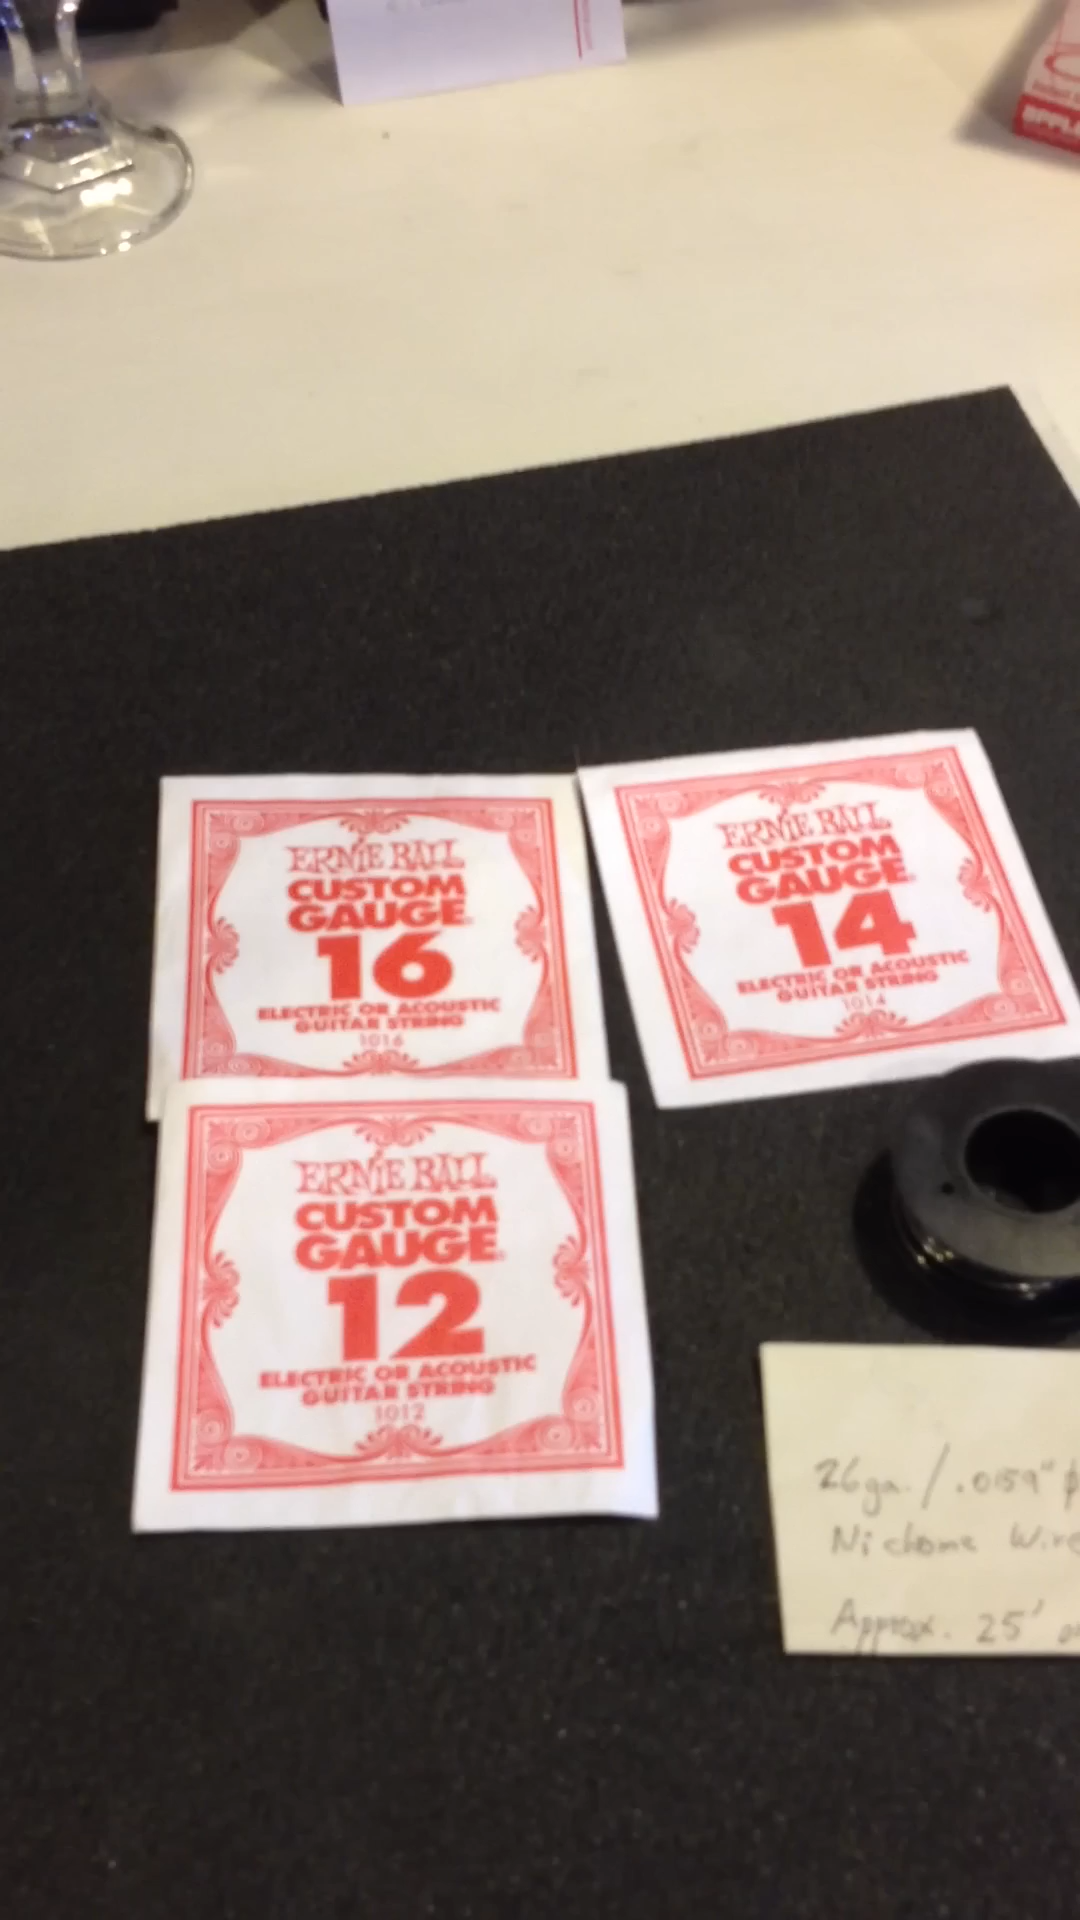 ERNIE BALL
CUSTOM
GAUGE
16
ELECTRIC OR ACOUSTIC
GUITAR STRING
1016
ERNIE BALL
CUSTOM
GAUGE
14
ELECTRIC OR ACOUSTIC
GUITAR STRING
1014
ERNIE BALL
CUSTOM
GAUGE
12
ELECTRIC OR ACOUSTIC
GUITAR STRING
1012
26ga. / .0159"
Nichome Wire
Approx. 25'